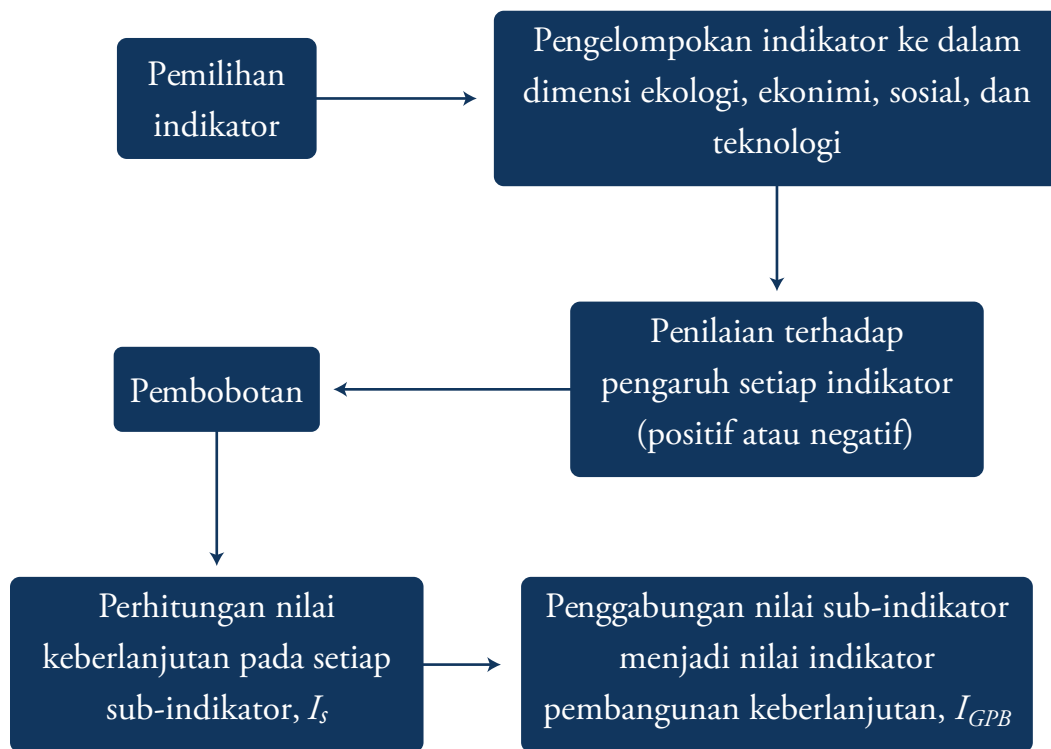 Pemilihan
indikator
Pengelompokan indikator ke dalam
dimensi ekologi, ekonimi, sosial, dan
teknologi
Penilaian terhadap
pengaruh setiap indikator
(positif atau negatif)
Pembobotan
Perhitungan nilai
keberlanjutan pada setiap
sub-indikator, Is
Penggabungan nilai sub-indikator
menjadi nilai indikator
pembangunan keberlanjutan, IGPB